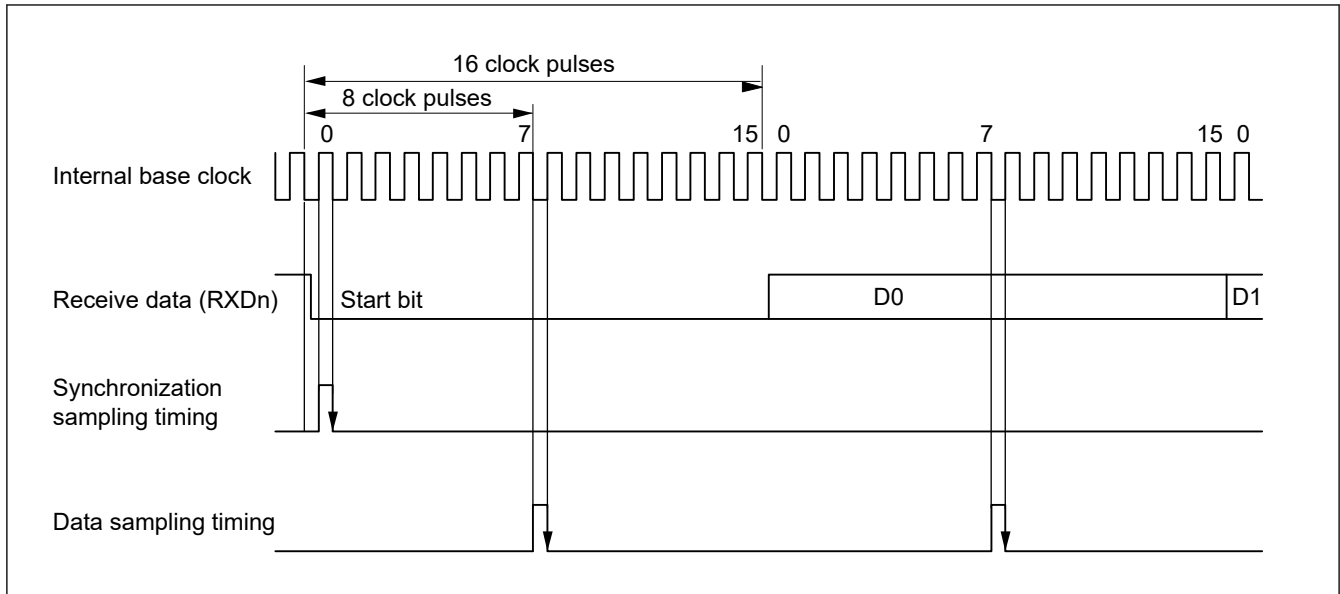 16 clock pulses
8 clock pulses
0 7 15 0 7 15 0
Internal base clock
Receive data (RXDn) Start bit D0 D1
Synchronization
sampling timing
Data sampling timing